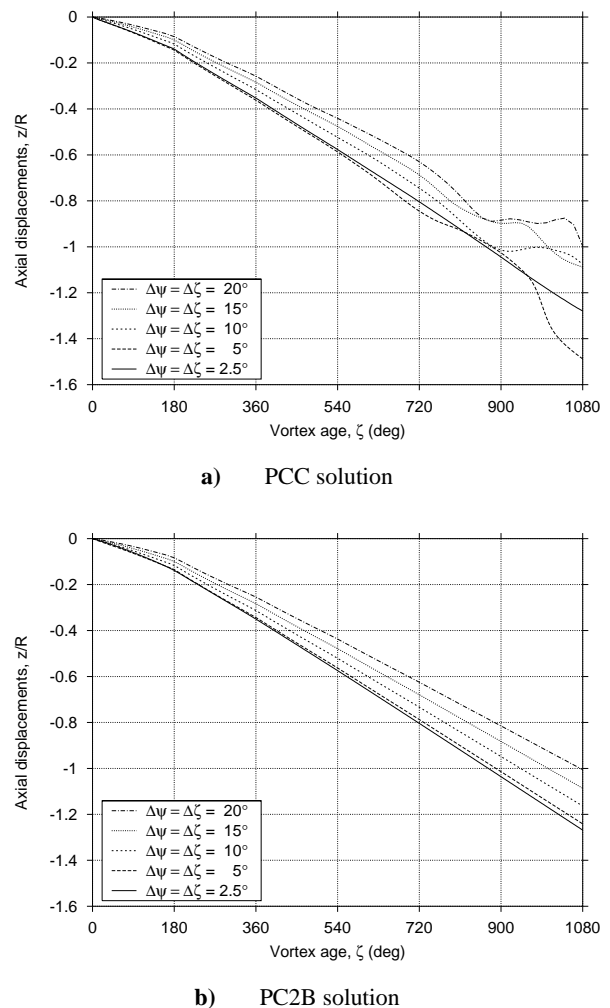 0
-0.2
-0.4
-0.6
-0.8
-1
-1.2
-1.4
-1.6
Axial displacements, z/R
Δψ = Δζ = 20°
Δψ = Δζ = 15°
Δψ = Δζ = 10°
Δψ = Δζ = 5°
Δψ = Δζ = 2.5°
0 180 360 540 720 900 1080
Vortex age, ζ (deg)
a) PCC solution
0
-0.2
-0.4
-0.6
-0.8
-1
-1.2
-1.4
-1.6
Axial displacements, z/R
Δψ = Δζ = 20°
Δψ = Δζ = 15°
Δψ = Δζ = 10°
Δψ = Δζ = 5°
Δψ = Δζ = 2.5°
0 180 360 540 720 900 1080
Vortex age, ζ (deg)
b) PC2B solution